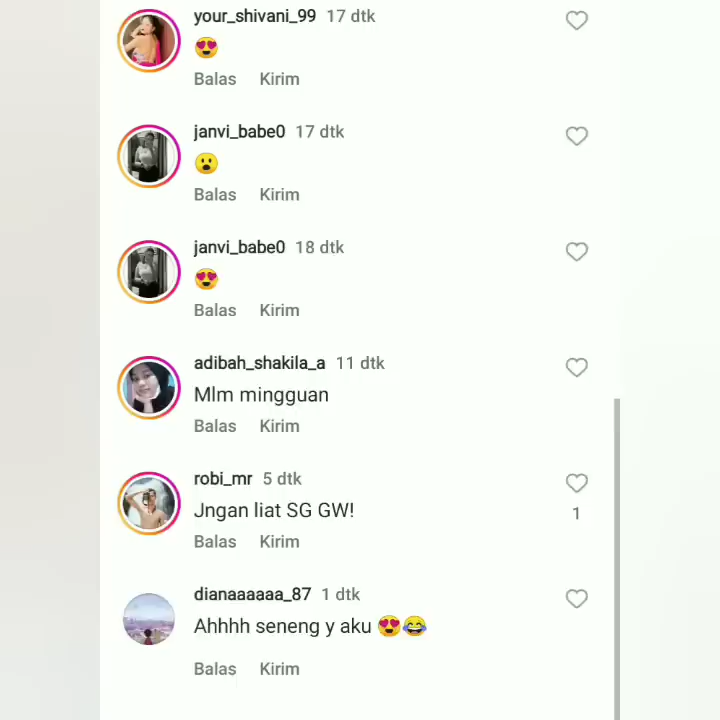 your_shivani_99 17 dtk
😍
Balas Kirim
janvi_babe0 17 dtk
😮
Balas Kirim
janvi_babe0 18 dtk
😍
Balas Kirim
adibah_shakila_a 11 dtk
Mlm mingguan
Balas Kirim
robi_mr 5 dtk
Jngan liat SG GW!
1
Balas Kirim
dianaaaaaa_87 1 dtk
Ahhhh seneng y aku 😍😂
Balas Kirim